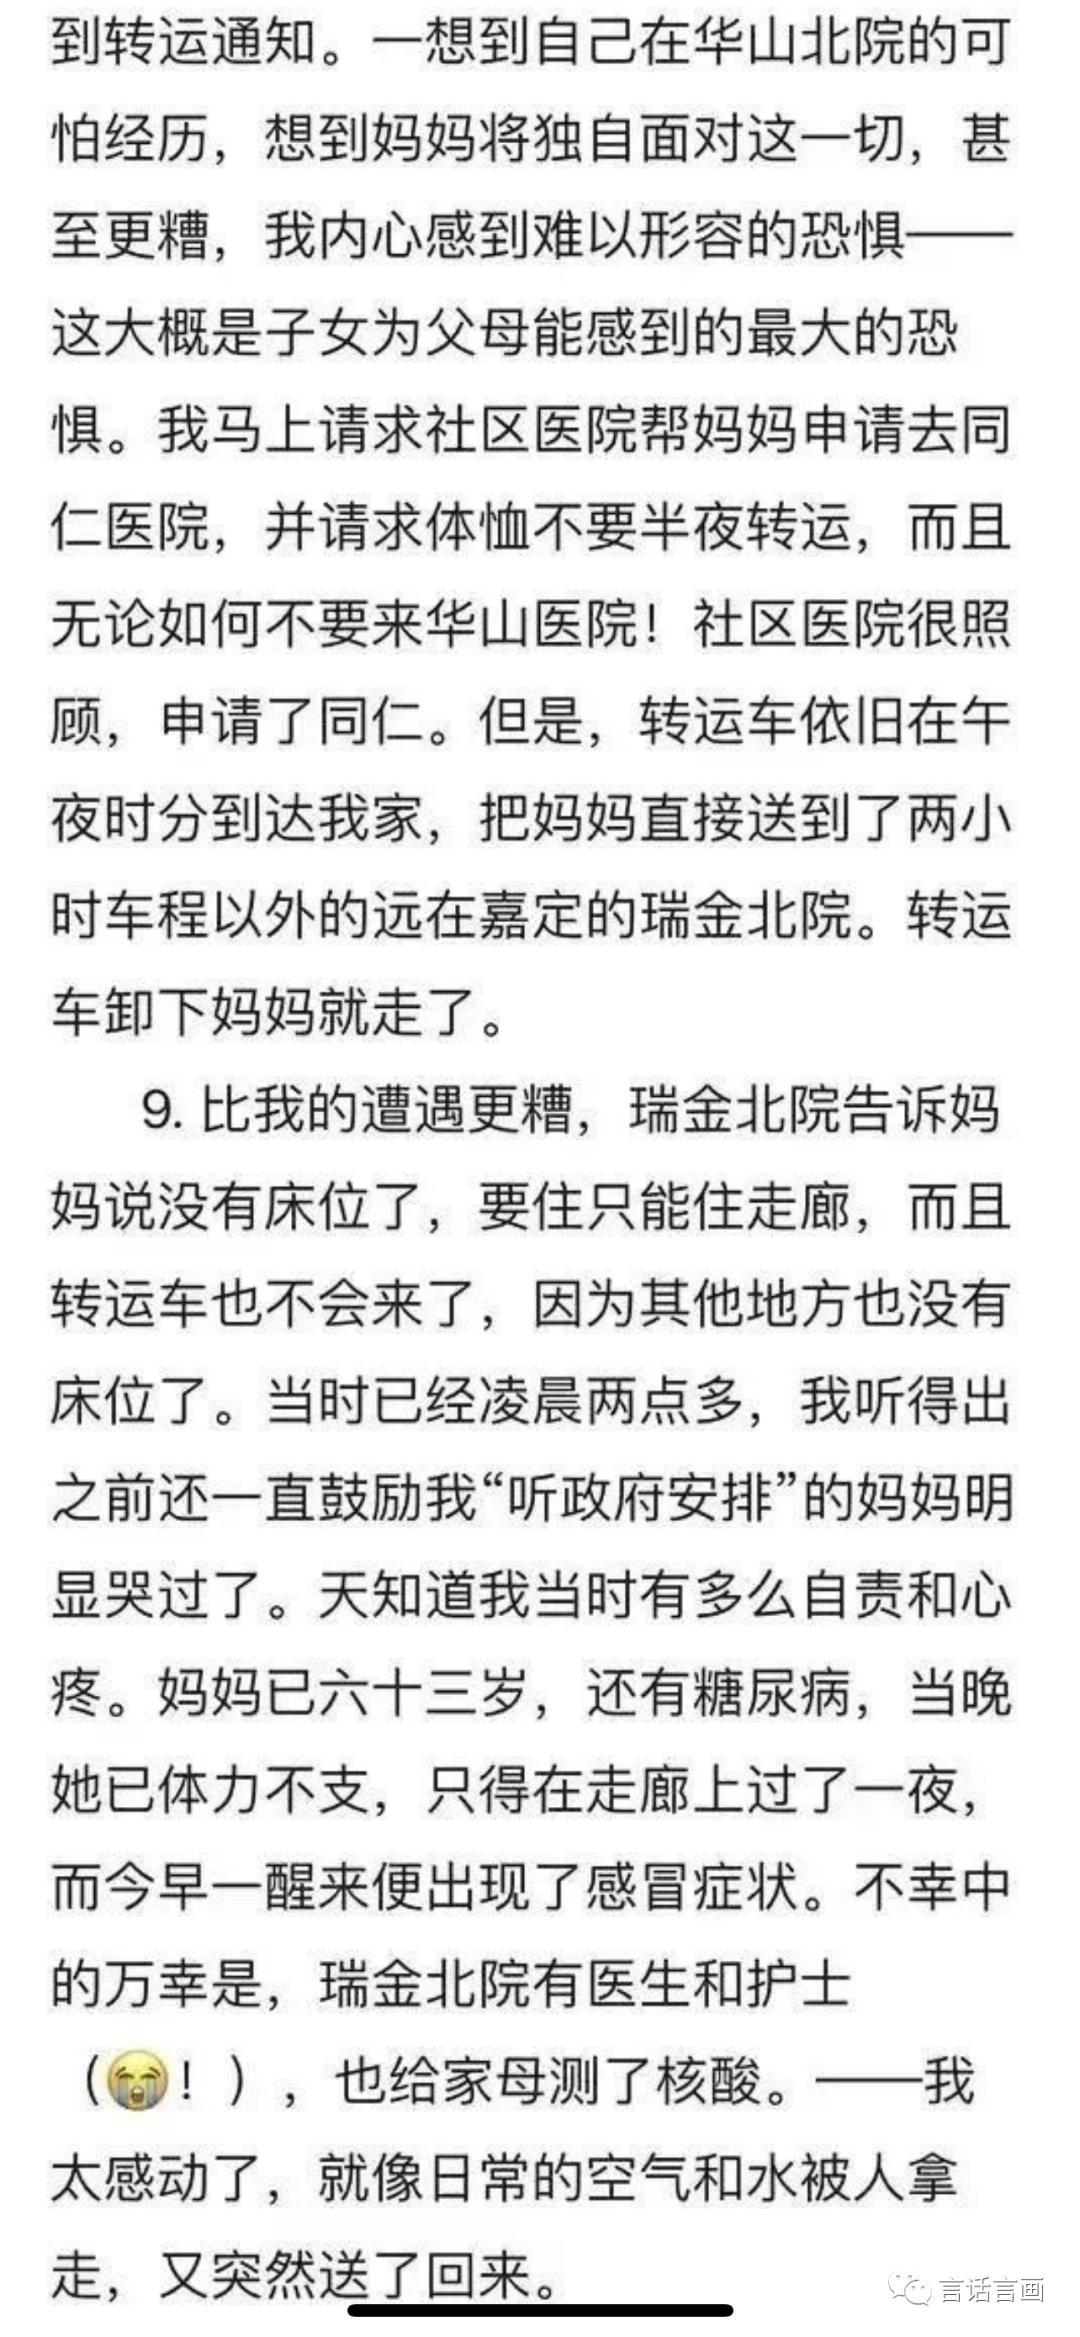 到转运通知。一想到自己在华山北院的可
怕经历，想到妈妈将独自面对这一切，甚
至更糟，我内心感到难以形容的恐惧——
这大概是子女为父母能感到的最大的恐
惧。我马上请求社区医院帮妈妈申请去同
仁医院，并请求体恤不要半夜转运，而且
无论如何不要来华山医院！社区医院很照
顾，申请了同仁。但是，转运车依旧在午
夜时分到达我家，把妈妈直接送到了两小
时车程以外的远在嘉定的瑞金北院。转运
车卸下妈妈就走了。
9. 比我的遭遇更糟，瑞金北院告诉妈
妈说没有床位了，要住只能住走廊，而且
转运车也不会来了，因为其他地方也没有
床位了。当时已经凌晨两点多，我听得出
之前还一直鼓励我“听政府安排”的妈妈明
显哭过了。天知道我当时有多么自责和心
疼。妈妈已六十三岁，还有糖尿病，当晚
她已体力不支，只得在走廊上过了一夜，
而今早一醒来便出现了感冒症状。不幸中
的万幸是，瑞金北院有医生和护士
（😭！），也给家母测了核酸。——我
太感动了，就像日常的空气和水被人拿
走，又突然送了回来。
言话言画